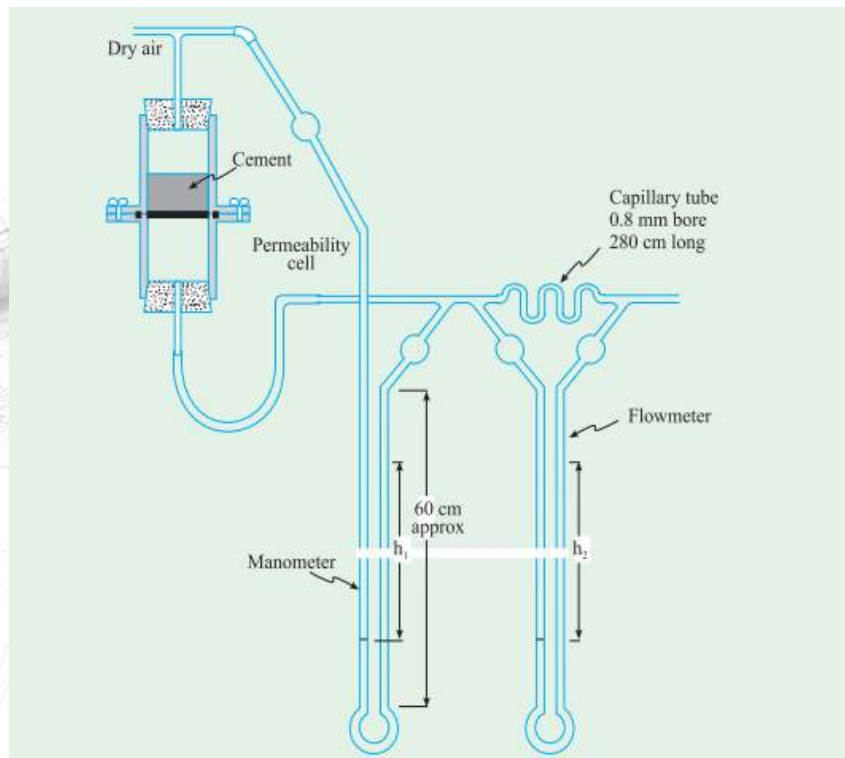 Dry air
Cement
Capillary tube
0.8 mm bore
280 cm long
Permeability
cell
Flowmeter
60 cm
approx
h₁
h₂
Manometer